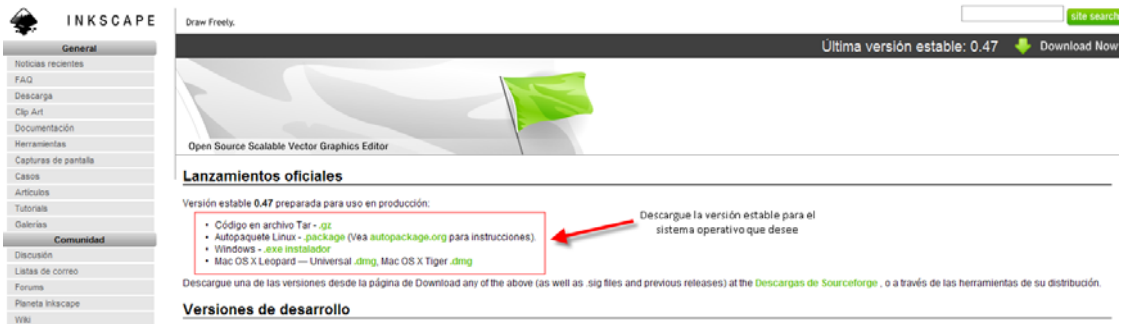 INKSCAPE
Draw Freely.
site search
Última versión estable: 0.47
Download Now
General
Noticias recientes
FAQ
Descarga
Clip Art
Documentación
Herramientas
Capturas de pantalla
Casos
Artículos
Tutorials
Galerías
Comunidad
Discusión
Listas de correo
Forums
Planeta Inkscape
Wiki
Open Source Scalable Vector Graphics Editor
Lanzamientos oficiales
Versión estable 0.47 preparada para uso en producción:
• Código en archivo Tar - .gz
• Autopaquete Linux - .package (Vea autopackage.org para instrucciones).
• Windows - .exe instalador
• Mac OS X Leopard — Universal .dmg, Mac OS X Tiger .dmg
Descargue la versión estable para el
sistema operativo que desee
Descargue una de las versiones desde la página de Download any of the above (as well as .sig files and previous releases) at the Descargas de Sourceforge , o a través de las herramientas de su distribución.
Versiones de desarrollo